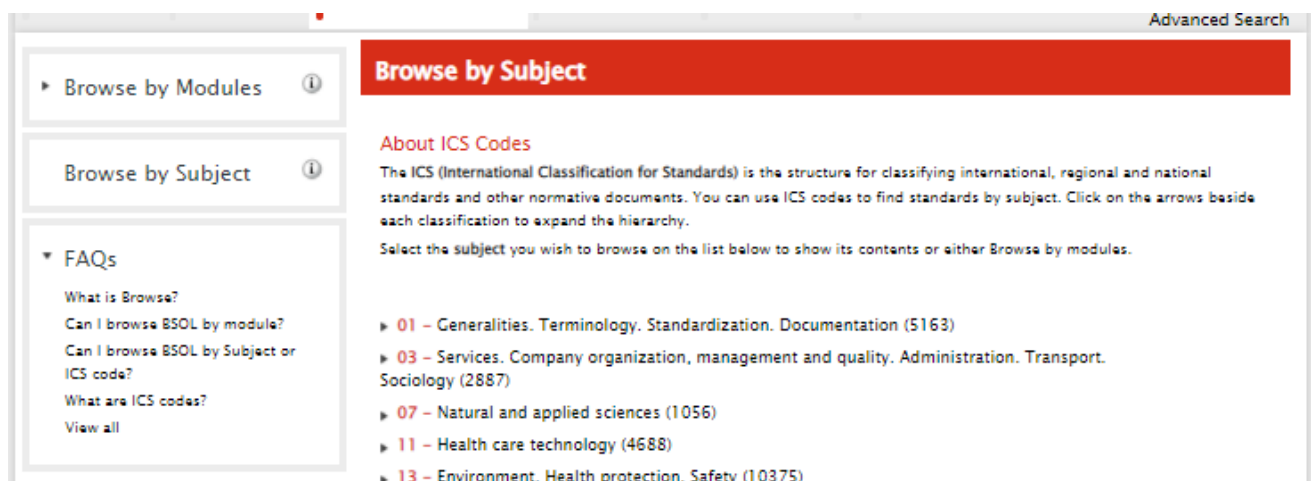 Advanced Search
Browse by Modules
Browse by Subject
FAQs
What is Browse?
Can I browse BSOL by module?
Can I browse BSOL by Subject or
ICS code?
What are ICS codes?
View all
Browse by Subject
About ICS Codes
The ICS (International Classification for Standards) is the structure for classifying international, regional and national
standards and other normative documents. You can use ICS codes to find standards by subject. Click on the arrows beside
each classification to expand the hierarchy.
Select the subject you wish to browse on the list below to show its contents or either Browse by modules.
01 – Generalities. Terminology. Standardization. Documentation (5163)
03 – Services. Company organization, management and quality. Administration. Transport.
Sociology (2887)
07 – Natural and applied sciences (1056)
11 – Health care technology (4688)
13 – Environment. Health protection. Safety (10375)